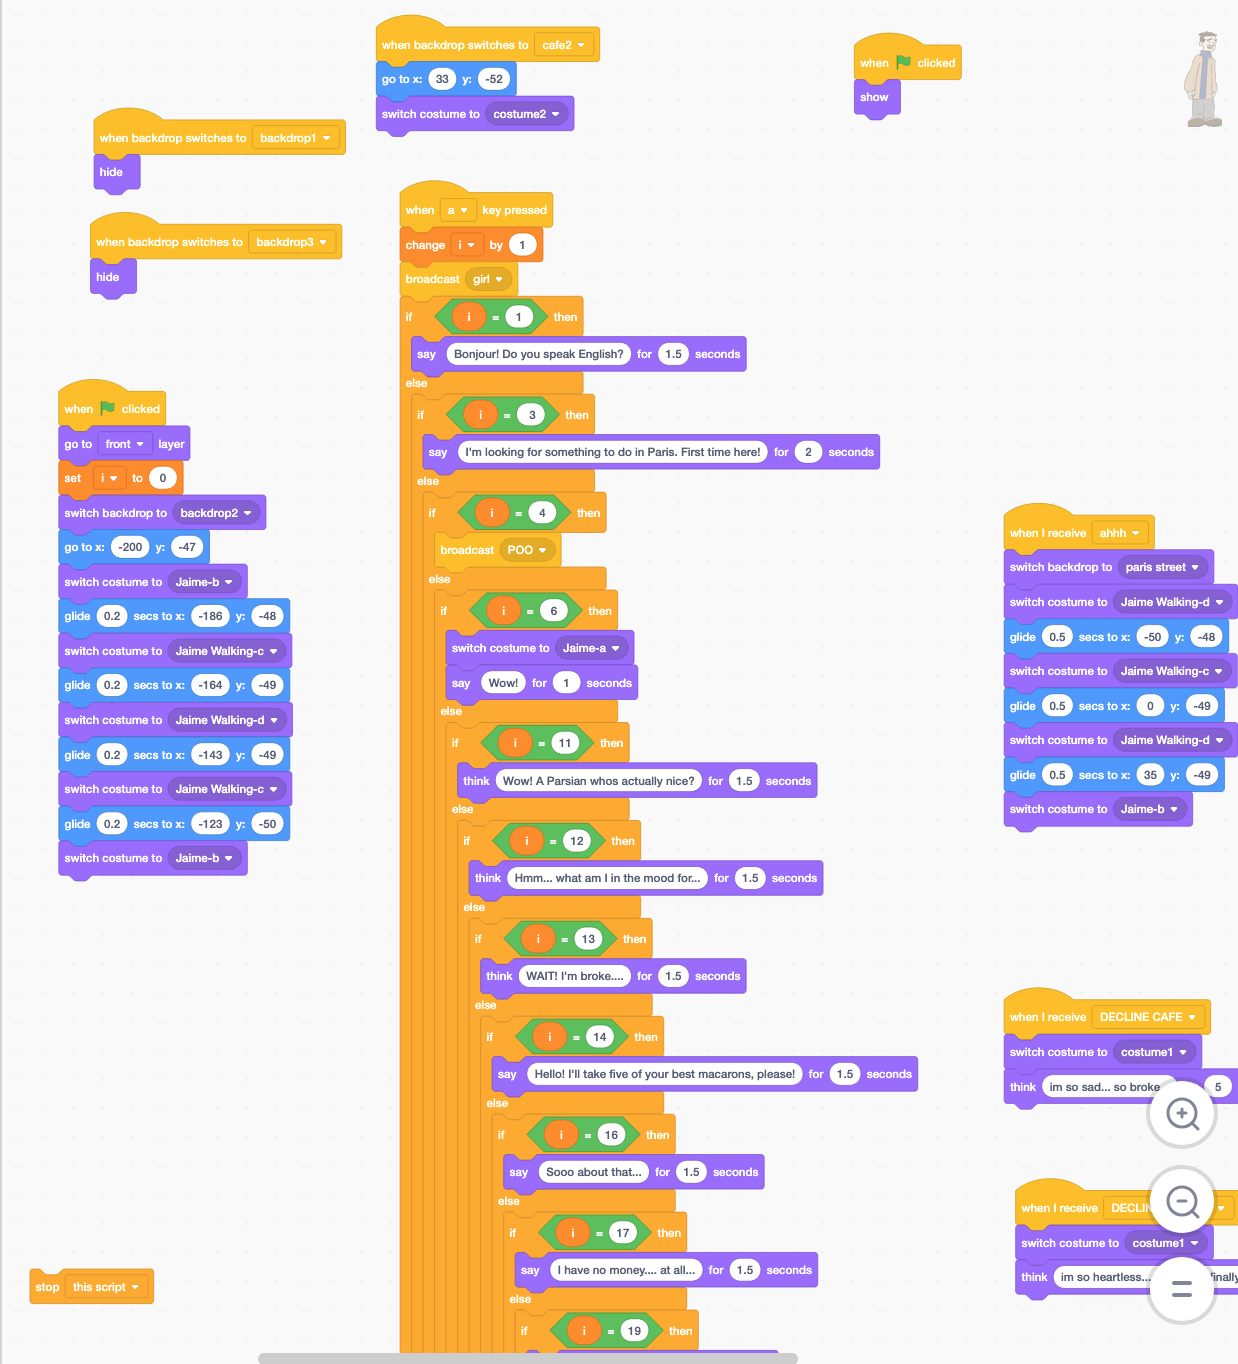 when backdrop switches to cafe2
go to x: 33 y: -52
switch costume to costume2
when clicked
show
when backdrop switches to backdrop1
hide
when backdrop switches to backdrop3
hide
when a key pressed
change i by 1
broadcast girl
if i = 1 then
say Bonjour! Do you speak English? for 1.5 seconds
else
if i = 3 then
say I'm looking for something to do in Paris. First time here! for 2 seconds
else
if i = 4 then
broadcast POO
else
if i = 6 then
switch costume to Jaime-a
say Wow! for 1 seconds
else
if i = 11 then
think Wow! A Parsian whos actually nice? for 1.5 seconds
else
if i = 12 then
think Hmm... what am I in the mood for... for 1.5 seconds
else
if i = 13 then
think WAIT! I'm broke.... for 1.5 seconds
else
if i = 14 then
say Hello! I'll take five of your best macarons, please! for 1.5 seconds
else
if i = 16 then
say Sooo about that... for 1.5 seconds
else
if i = 17 then
say I have no money.... at all... for 1.5 seconds
else
if i = 19 then
when clicked
go to front layer
set i to 0
switch backdrop to backdrop2
go to x: -200 y: -47
switch costume to Jaime-b
glide 0.2 secs to x: -186 y: -48
switch costume to Jaime Walking-c
glide 0.2 secs to x: -164 y: -49
switch costume to Jaime Walking-d
glide 0.2 secs to x: -143 y: -49
switch costume to Jaime Walking-c
glide 0.2 secs to x: -123 y: -50
switch costume to Jaime-b
stop this script
when I receive ahhh
switch backdrop to paris street
switch costume to Jaime Walking-d
glide 0.5 secs to x: -50 y: -48
switch costume to Jaime Walking-c
glide 0.5 secs to x: 0 y: -49
switch costume to Jaime Walking-d
glide 0.5 secs to x: 35 y: -49
switch costume to Jaime-b
when I receive DECLINE CAFE
switch costume to costume1
think im so sad... so broke 5
when I receive
switch costume to costume1
think im so heartless... finally